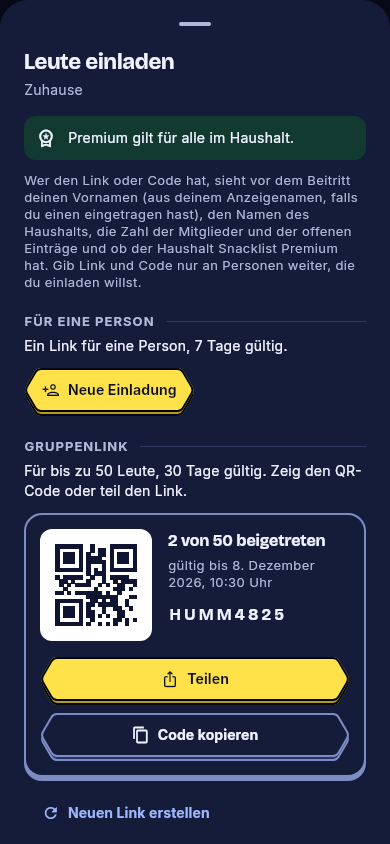 Leute einladen
Zuhause
Premium gilt für alle im Haushalt.
Wer den Link oder Code hat, sieht vor dem Beitritt
deinen Vornamen (aus deinem Anzeigenamen, falls
du einen eingetragen hast), den Namen des
Haushalts, die Zahl der Mitglieder und der offenen
Einträge und ob der Haushalt Snacklist Premium
hat. Gib Link und Code nur an Personen weiter, die
du einladen willst.
FÜR EINE PERSON
Ein Link für eine Person, 7 Tage gültig.
Neue Einladung
GRUPPENLINK
Für bis zu 50 Leute, 30 Tage gültig. Zeig den QR-
Code oder teil den Link.
2 von 50 beigetreten
gültig bis 8. Dezember
2026, 10:30 Uhr
HUMM4825
Teilen
Code kopieren
Neuen Link erstellen